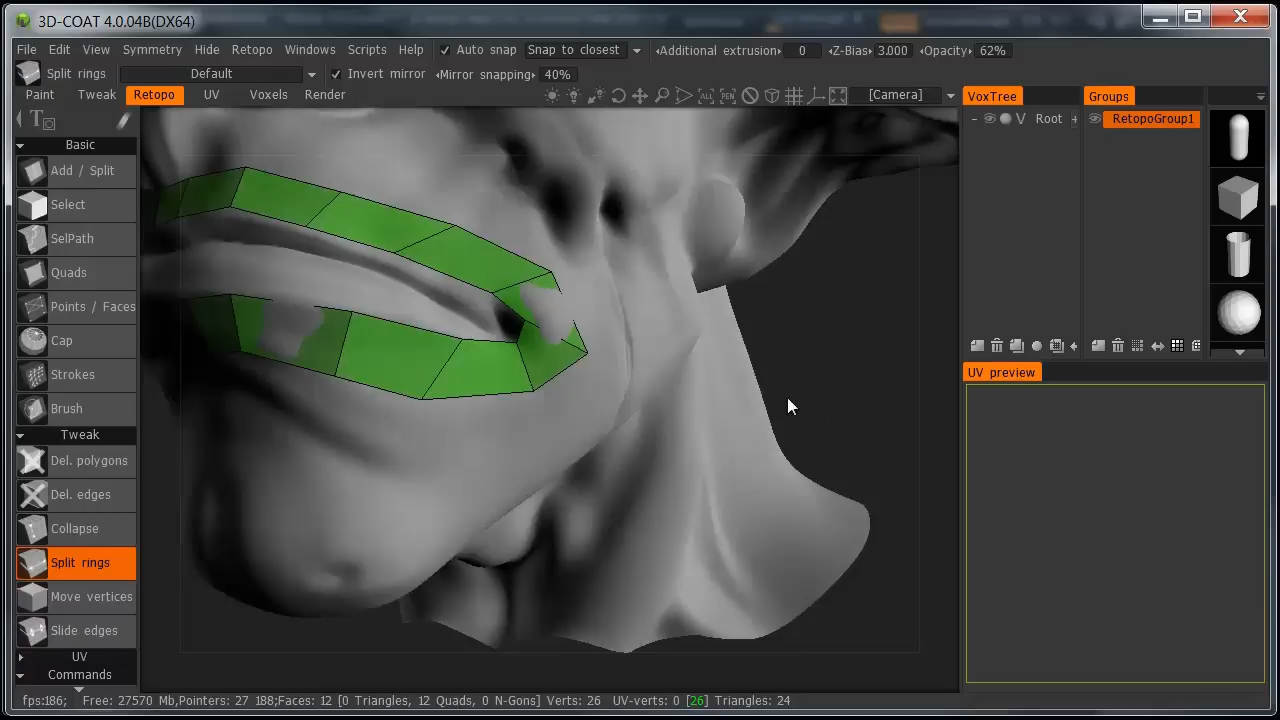 3D-COAT 4.0.04B(DX64)
File Edit View Symmetry Hide Retopo Windows Scripts Help Auto snap Snap to closest Additional extrusion 0 Z-Bias 3.000 Opacity 62%
Split rings Default Invert mirror Mirror snapping 40%
Paint Tweak Retopo UV Voxels Render ALL PEN [Camera] VoxTree Groups
V Root RetopoGroup1
Basic
Add / Split
Select
SelPath
Quads
Points / Faces
Cap
UV preview
Strokes
Brush
Tweak
Del. polygons
Del. edges
Collapse
Split rings
Move vertices
Slide edges
UV
Commands
fps:186; Free: 27570 Mb,Pointers: 27 188;Faces: 12 [0 Triangles, 12 Quads, 0 N-Gons] Verts: 26 UV-verts: 0 [26] Triangles: 24